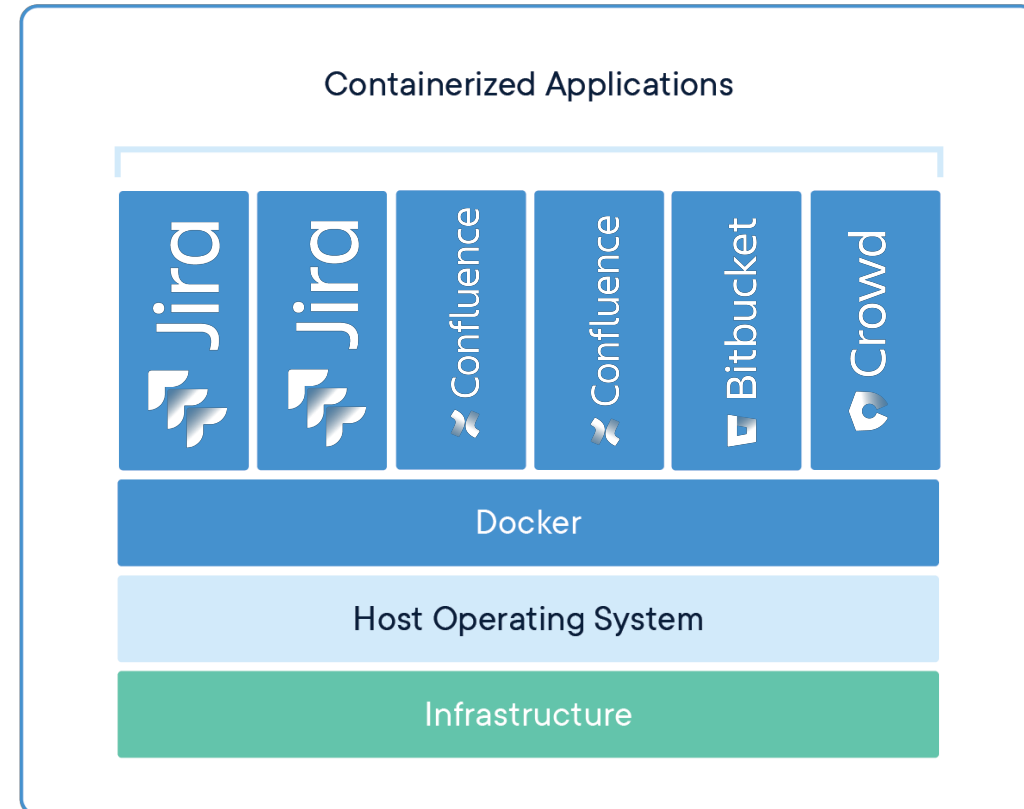 Containerized Applications
Jira
Jira
Confluence
Confluence
Bitbucket
Crowd
Docker
Host Operating System
Infrastructure